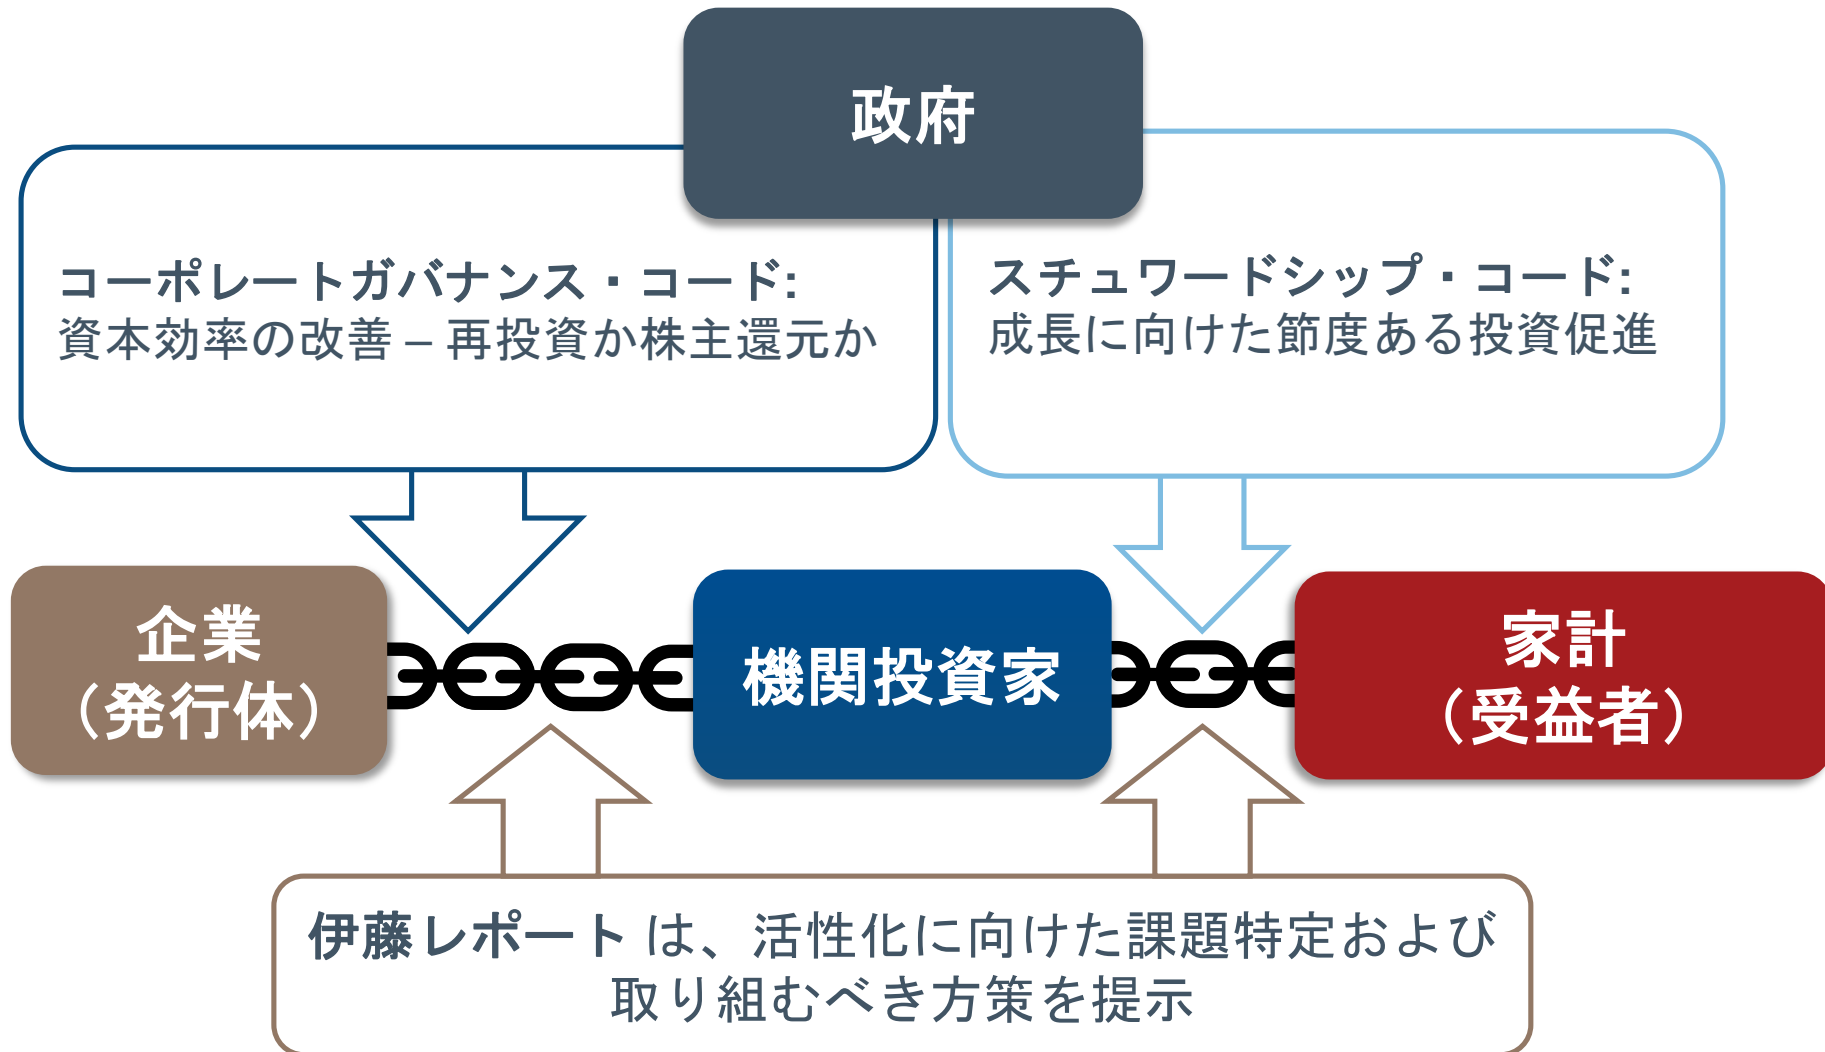 政府
コーポレートガバナンス・コード:
資本効率の改善 – 再投資か株主還元か
スチュワードシップ・コード:
成長に向けた節度ある投資促進
企業
（発行体）
機関投資家
家計
（受益者）
伊藤レポート は、活性化に向けた課題特定および
取り組むべき方策を提示